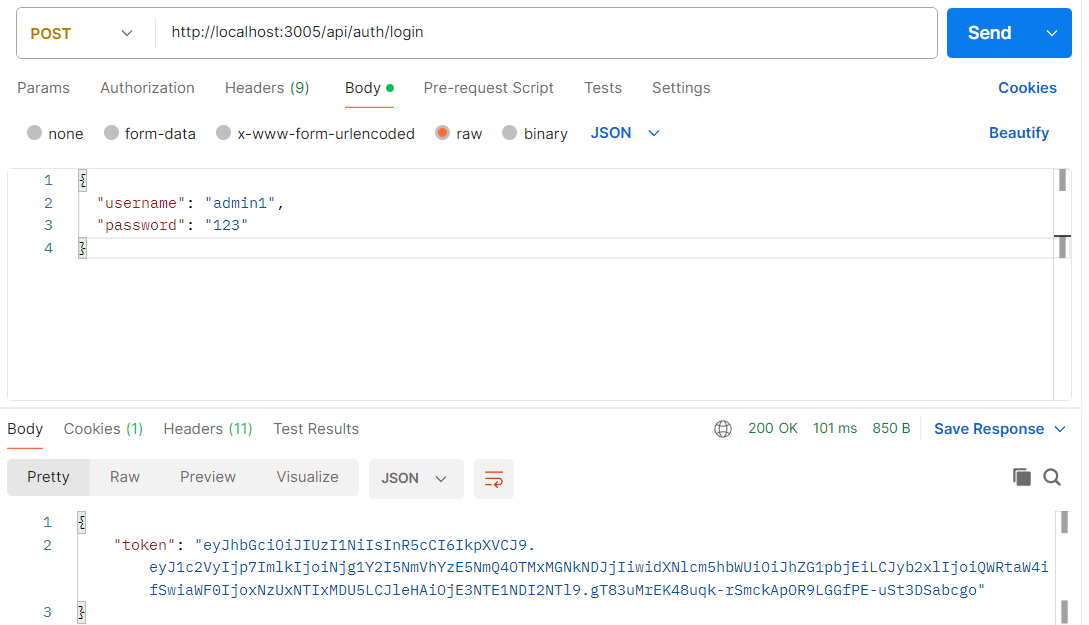 POST http://localhost:3005/api/auth/login Send
Params Authorization Headers (9) Body Pre-request Script Tests Settings Cookies
none form-data x-www-form-urlencoded raw binary JSON Beautify
1 {
2 "username": "admin1",
3 "password": "123"
4 }
Body Cookies (1) Headers (11) Test Results 200 OK 101 ms 850 B Save Response
Pretty Raw Preview Visualize JSON
1 {
2 "token": "eyJhbGciOiJIUzI1NiIsInR5cCI6IkpXVCJ9.
eyJ1c2VyIjp7ImlkIjoiNjg1Y2I5NmVhYzE5NmQ4OTMxMGNkNDJjIiwidXNlcm5hbWUiOiJhZG1pbjEiLCJyb2xlIjoiQWRtaW4i
fSwiaWF0IjoxNzUxNTIxMDU5LCJleHAiOjE3NTE1NDI2NTl9.gT83uMrEK48uqk-rSmckApOR9LGGfPE-uSt3DSabcgo"
3 }